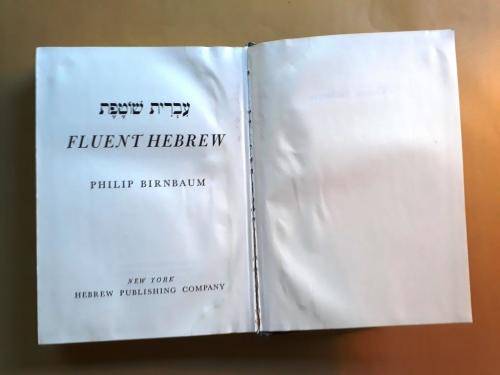 עִבְרִית שׁוֹטֶפֶת
FLUENT HEBREW
PHILIP BIRNBAUM
NEW YORK
HEBREW PUBLISHING COMPANY